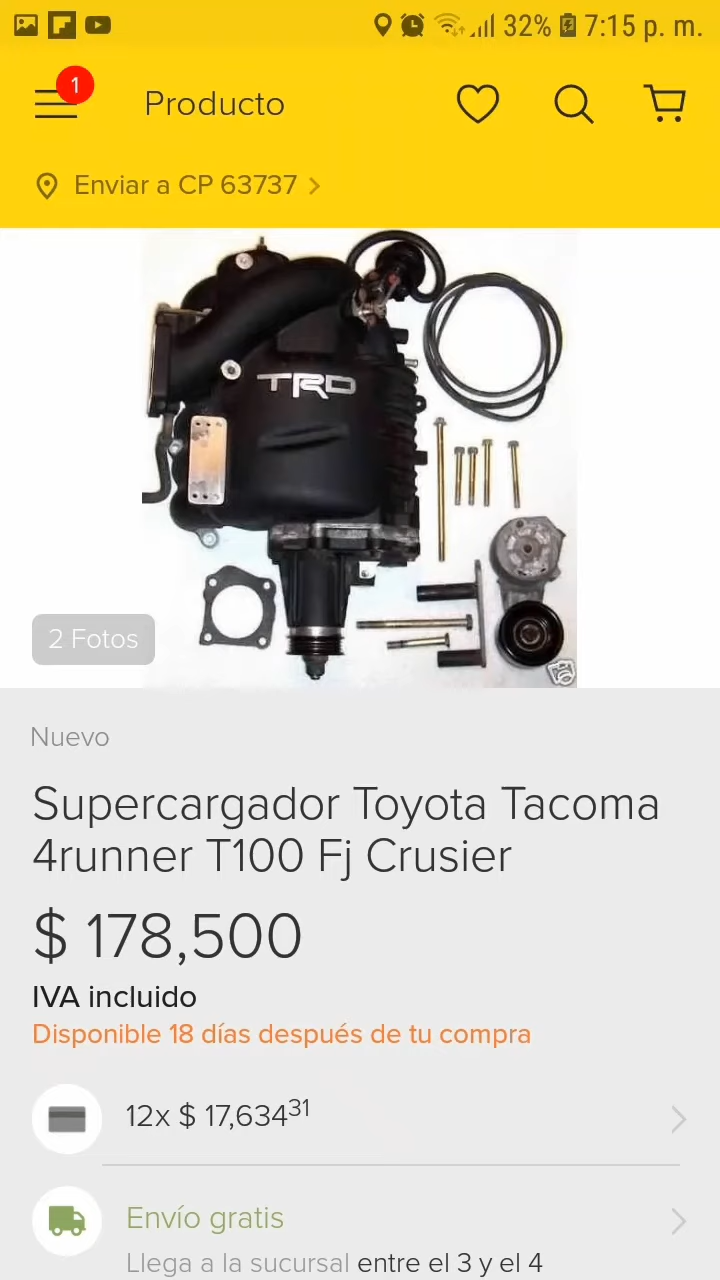 32% 7:15 p. m.
1
Producto
Enviar a CP 63737
TRD
2 Fotos
Nuevo
Supercargador Toyota Tacoma
4runner T100 Fj Crusier
$ 178,500
IVA incluido
Disponible 18 días después de tu compra
12x $ 17,634³¹
Envío gratis
Llega a la sucursal entre el 3 y el 4